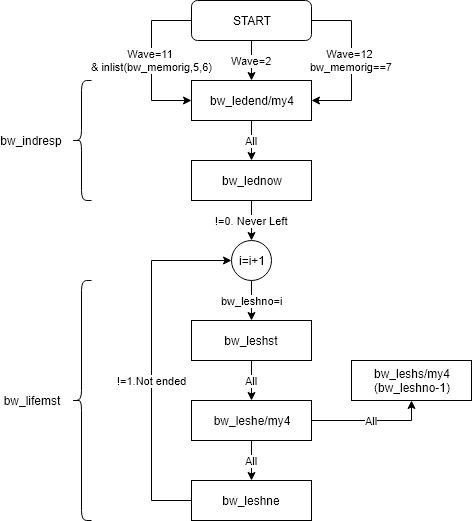 START
Wave=11
& inlist(bw_memorig,5,6)
Wave=2
Wave=12
bw_memorig==7
bw_ledend/my4
All
bw_indresp
bw_lednow
!=0. Never Left
i=i+1
bw_leshno=i
bw_leshst
!=1.Not ended
All
bw_leshs/my4
(bw_leshno-1)
bw_lifemst
bw_leshe/my4
All
All
bw_leshne